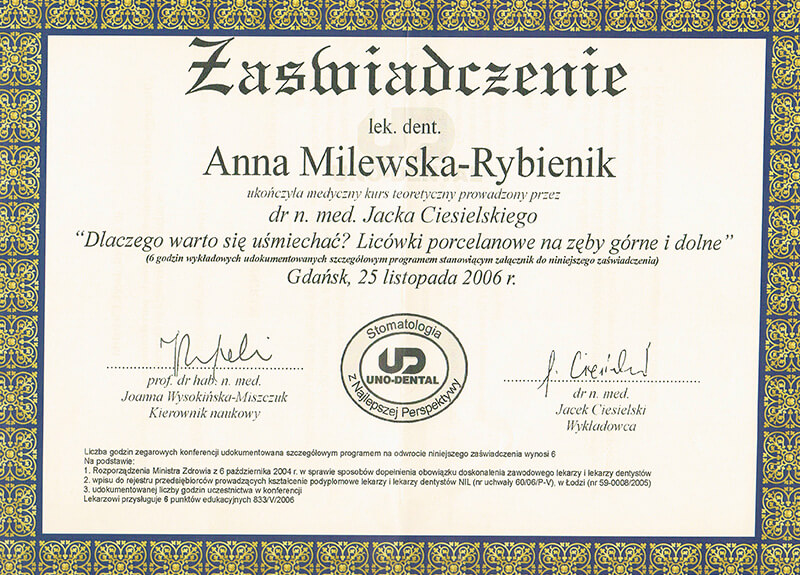 Zaświadczenie
lek. dent.
Anna Milewska-Rybienik
ukończyła medyczny kurs teoretyczny prowadzony przez
dr n. med. Jacka Ciesielskiego
“Dlaczego warto się uśmiechać? Licówki porcelanowe na zęby górne i dolne”
(6 godzin wykładowych udokumentowanych szczegółowym programem stanowiącym załącznik do niniejszego zaświadczenia)
Gdańsk, 25 listopada 2006 r.
prof. dr hab. n. med.
Joanna Wysokińska-Miszczuk
Kierownik naukowy
Stomatologia
UD
UNO-DENTAL
z Najlepszej Perspektywy
dr n. med.
Jacek Ciesielski
Wykładowca
Liczba godzin zegarowych konferencji udokumentowana szczegółowym programem na odwrocie niniejszego zaświadczenia wynosi 6
Na podstawie:
1. Rozporządzenia Ministra Zdrowia z 6 października 2004 r. w sprawie sposobów dopełnienia obowiązku doskonalenia zawodowego lekarzy i lekarzy dentystów
2. wpisu do rejestru przedsiębiorców prowadzących kształcenie podyplomowe lekarzy i lekarzy dentystów NIL (nr uchwały 60/06/P-V), w Łodzi (nr 59-0008/2005)
3. udokumentowanej liczby godzin uczestnictwa w konferencji
Lekarzowi przysługuje 6 punktów edukacyjnych 833/V/2006